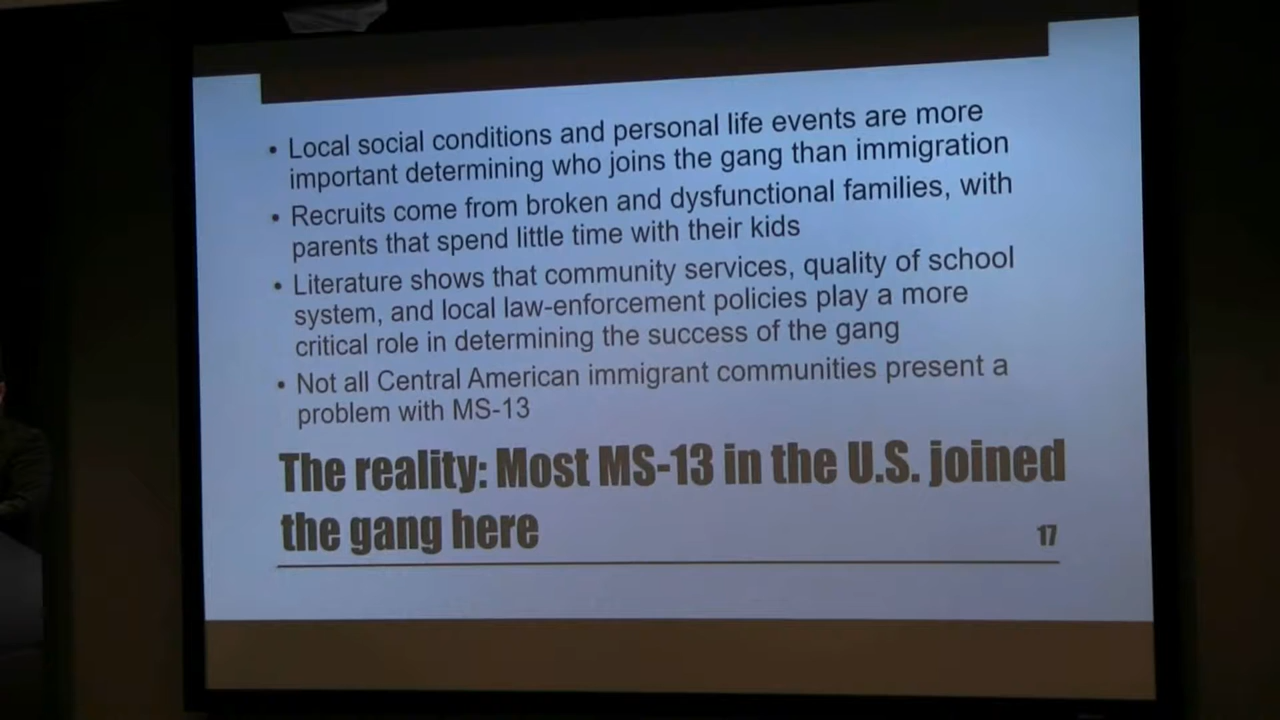 • Local social conditions and personal life events are more
important determining who joins the gang than immigration
• Recruits come from broken and dysfunctional families, with
parents that spend little time with their kids
• Literature shows that community services, quality of school
system, and local law-enforcement policies play a more
critical role in determining the success of the gang
• Not all Central American immigrant communities present a
problem with MS-13
The reality: Most MS-13 in the U.S. joined
the gang here
17